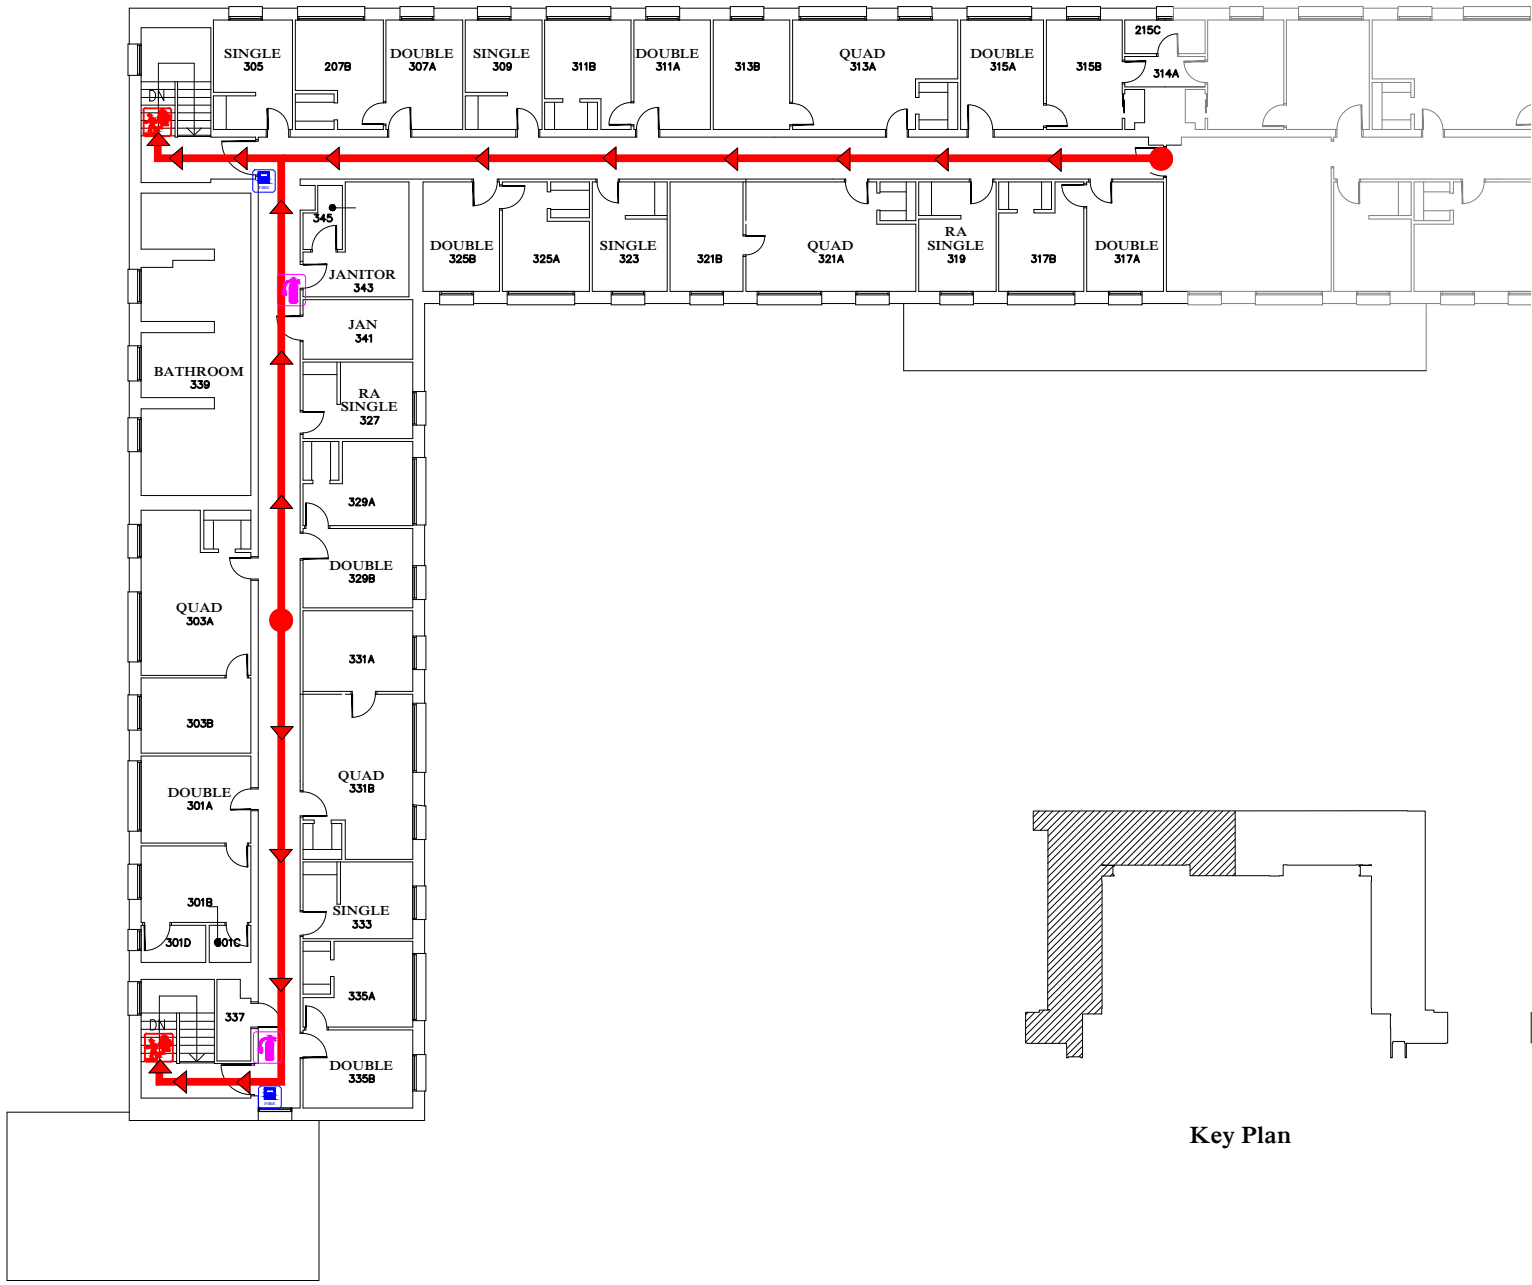 SINGLE
305
207B
DOUBLE
307A
SINGLE
309
311B
DOUBLE
311A
313B
QUAD
313A
DOUBLE
315A
315B
215C
314A
DN
345
JANITOR
343
DOUBLE
325B
325A
SINGLE
323
321B
QUAD
321A
RA
SINGLE
319
317B
DOUBLE
317A
JAN
341
BATHROOM
339
RA
SINGLE
327
329A
DOUBLE
329B
QUAD
303A
331A
303B
QUAD
331B
DOUBLE
301A
301B
SINGLE
333
301D
301C
335A
337
DN
DOUBLE
335B
FIRE
FIRE
Key Plan